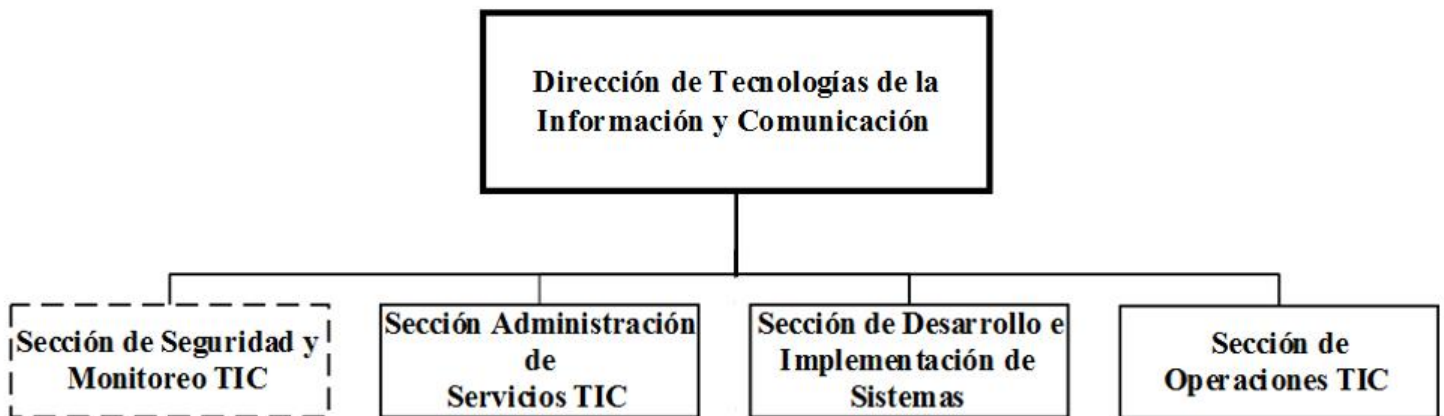 Dirección de Tecnologías de la
Información y Comunicación
Sección de Seguridad y
Monitoreo TIC
Sección Administración
de
Servicios TIC
Sección de Desarrollo e
Implementación de
Sistemas
Sección de
Operaciones TIC